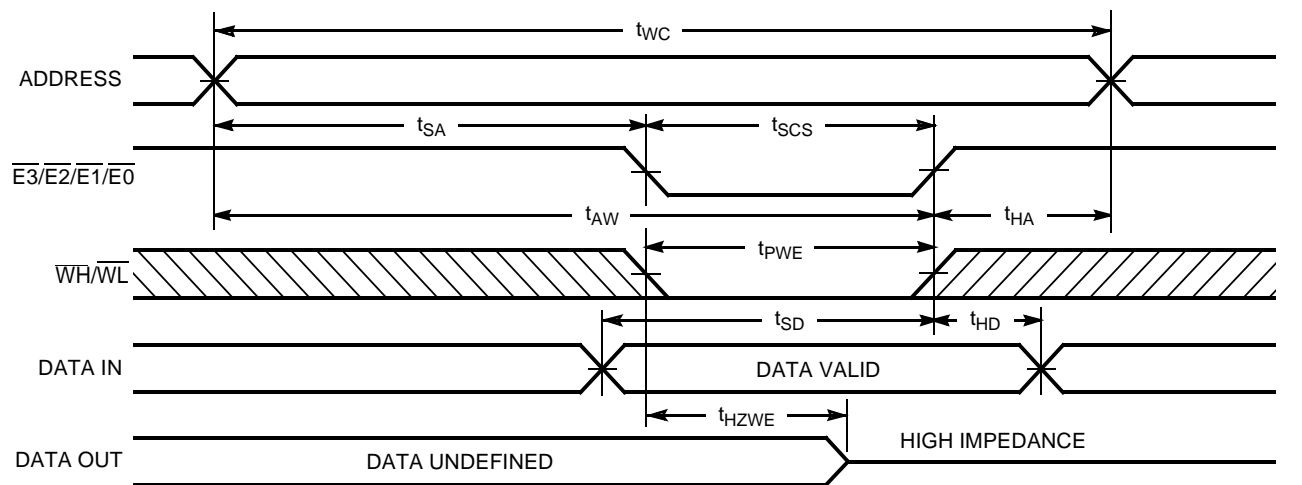 tWC
ADDRESS
tSA
tSCS
E3/E2/E1/E0
tAW
tHA
tPWE
WH/WL
tSD
tHD
DATA IN
DATA VALID
tHZWE
DATA OUT
DATA UNDEFINED
HIGH IMPEDANCE